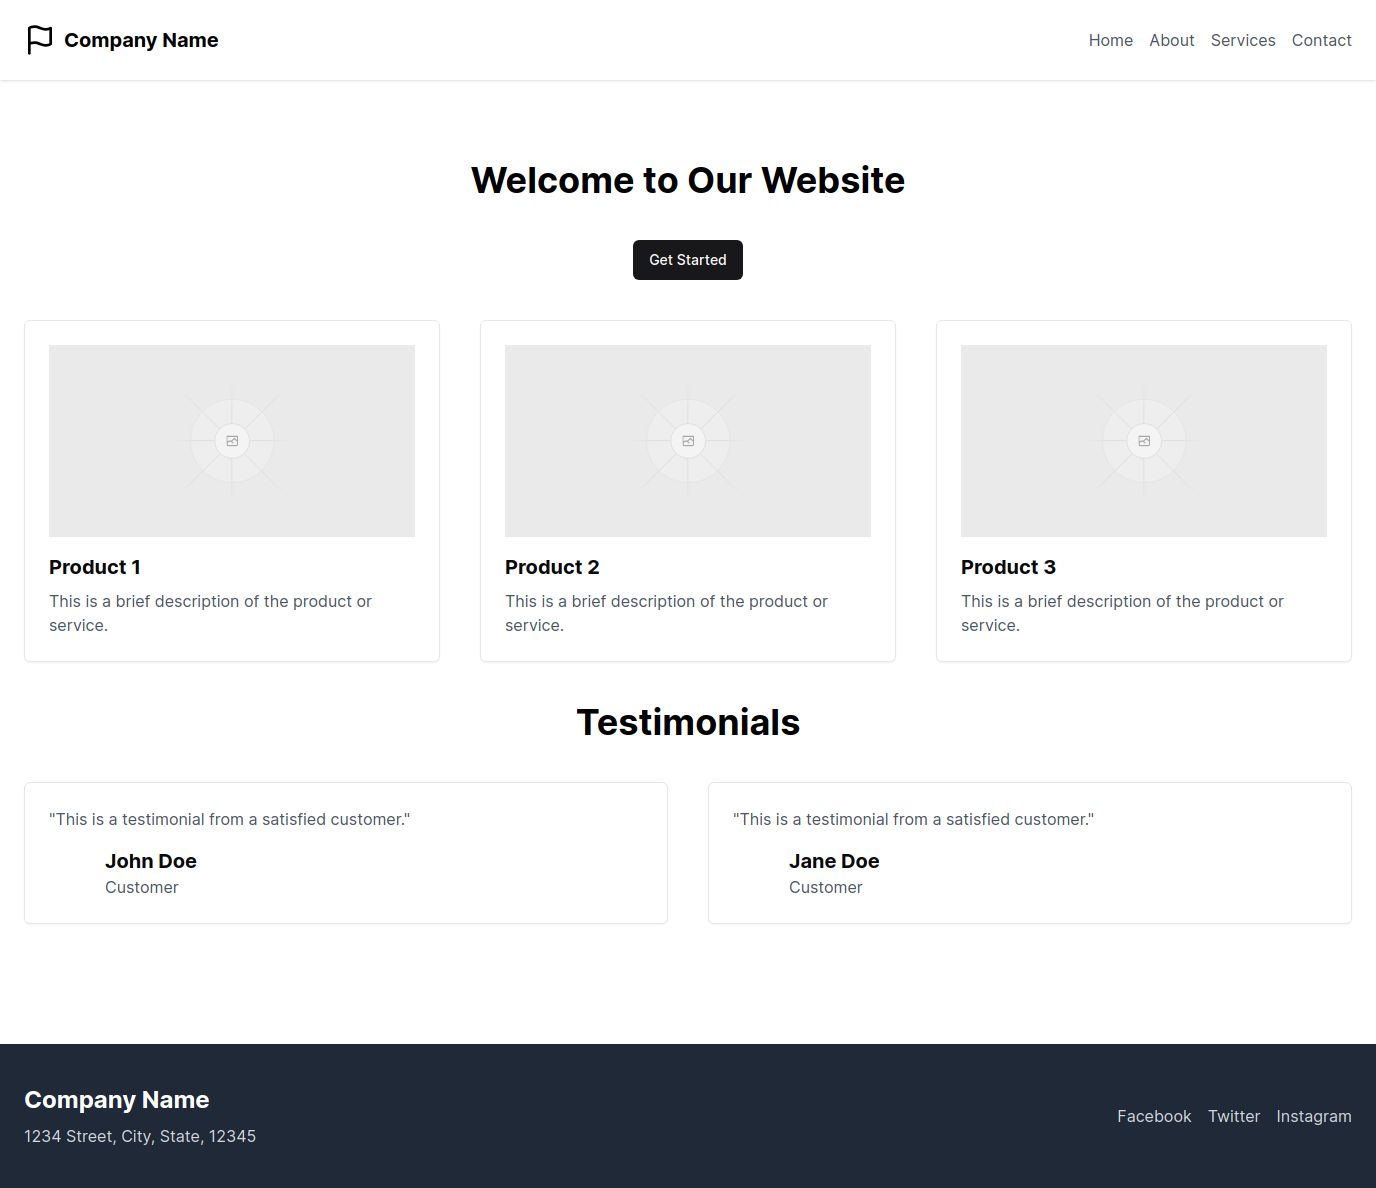 Company Name
Home About Services Contact
Welcome to Our Website
Get Started
Product 1
This is a brief description of the product or
service.
Product 2
This is a brief description of the product or
service.
Product 3
This is a brief description of the product or
service.
Testimonials
"This is a testimonial from a satisfied customer."
John Doe
Customer
"This is a testimonial from a satisfied customer."
Jane Doe
Customer
Company Name
1234 Street, City, State, 12345
Facebook Twitter Instagram